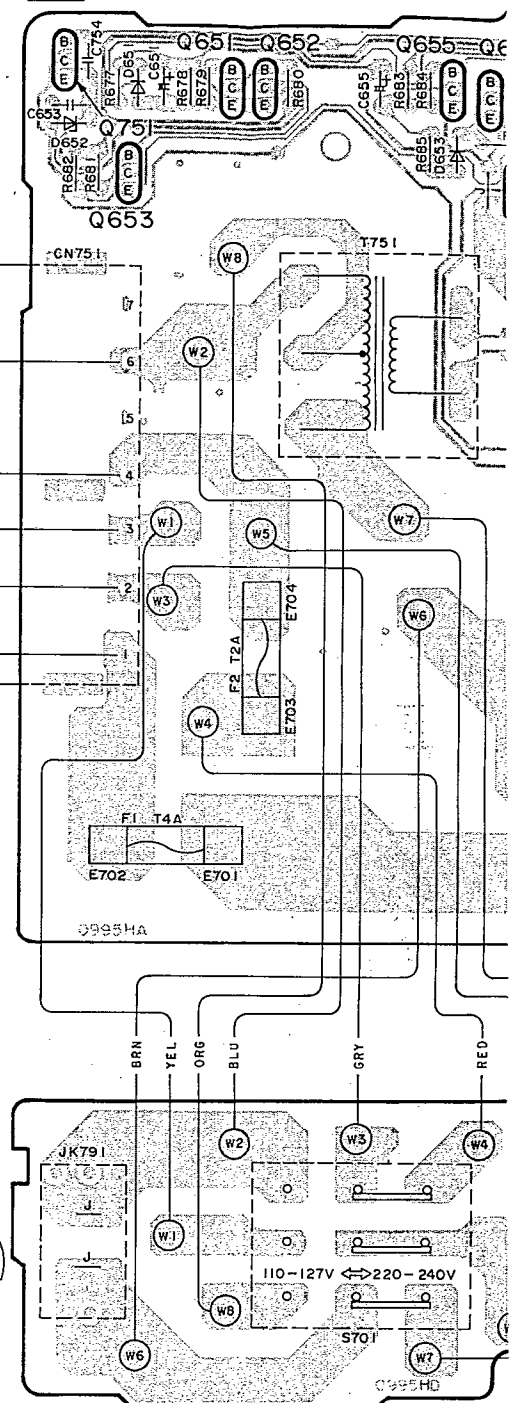 Q651 Q652 Q655
B C E
C754
R677
D65
C65
R678
R679
B C E
B C E
R680
C655
R683
R684
B C E
B C E
C653
Q751
D652
R682
R681
B C E
R685
D653
Q653
CN751
W8
T751
7
W2
6
5
4
W1
3
W5
W7
2
W3
E704
W6
F2 T2A
1
W4
E703
F1 T4A
E702 E701
0995HA
BRN
YEL
ORG
BLU
GRY
RED
JK791
W2
W3
W4
J
W1
J
110-127V ⇔ 220-240V
W8
S701
W6
W7
0995HD